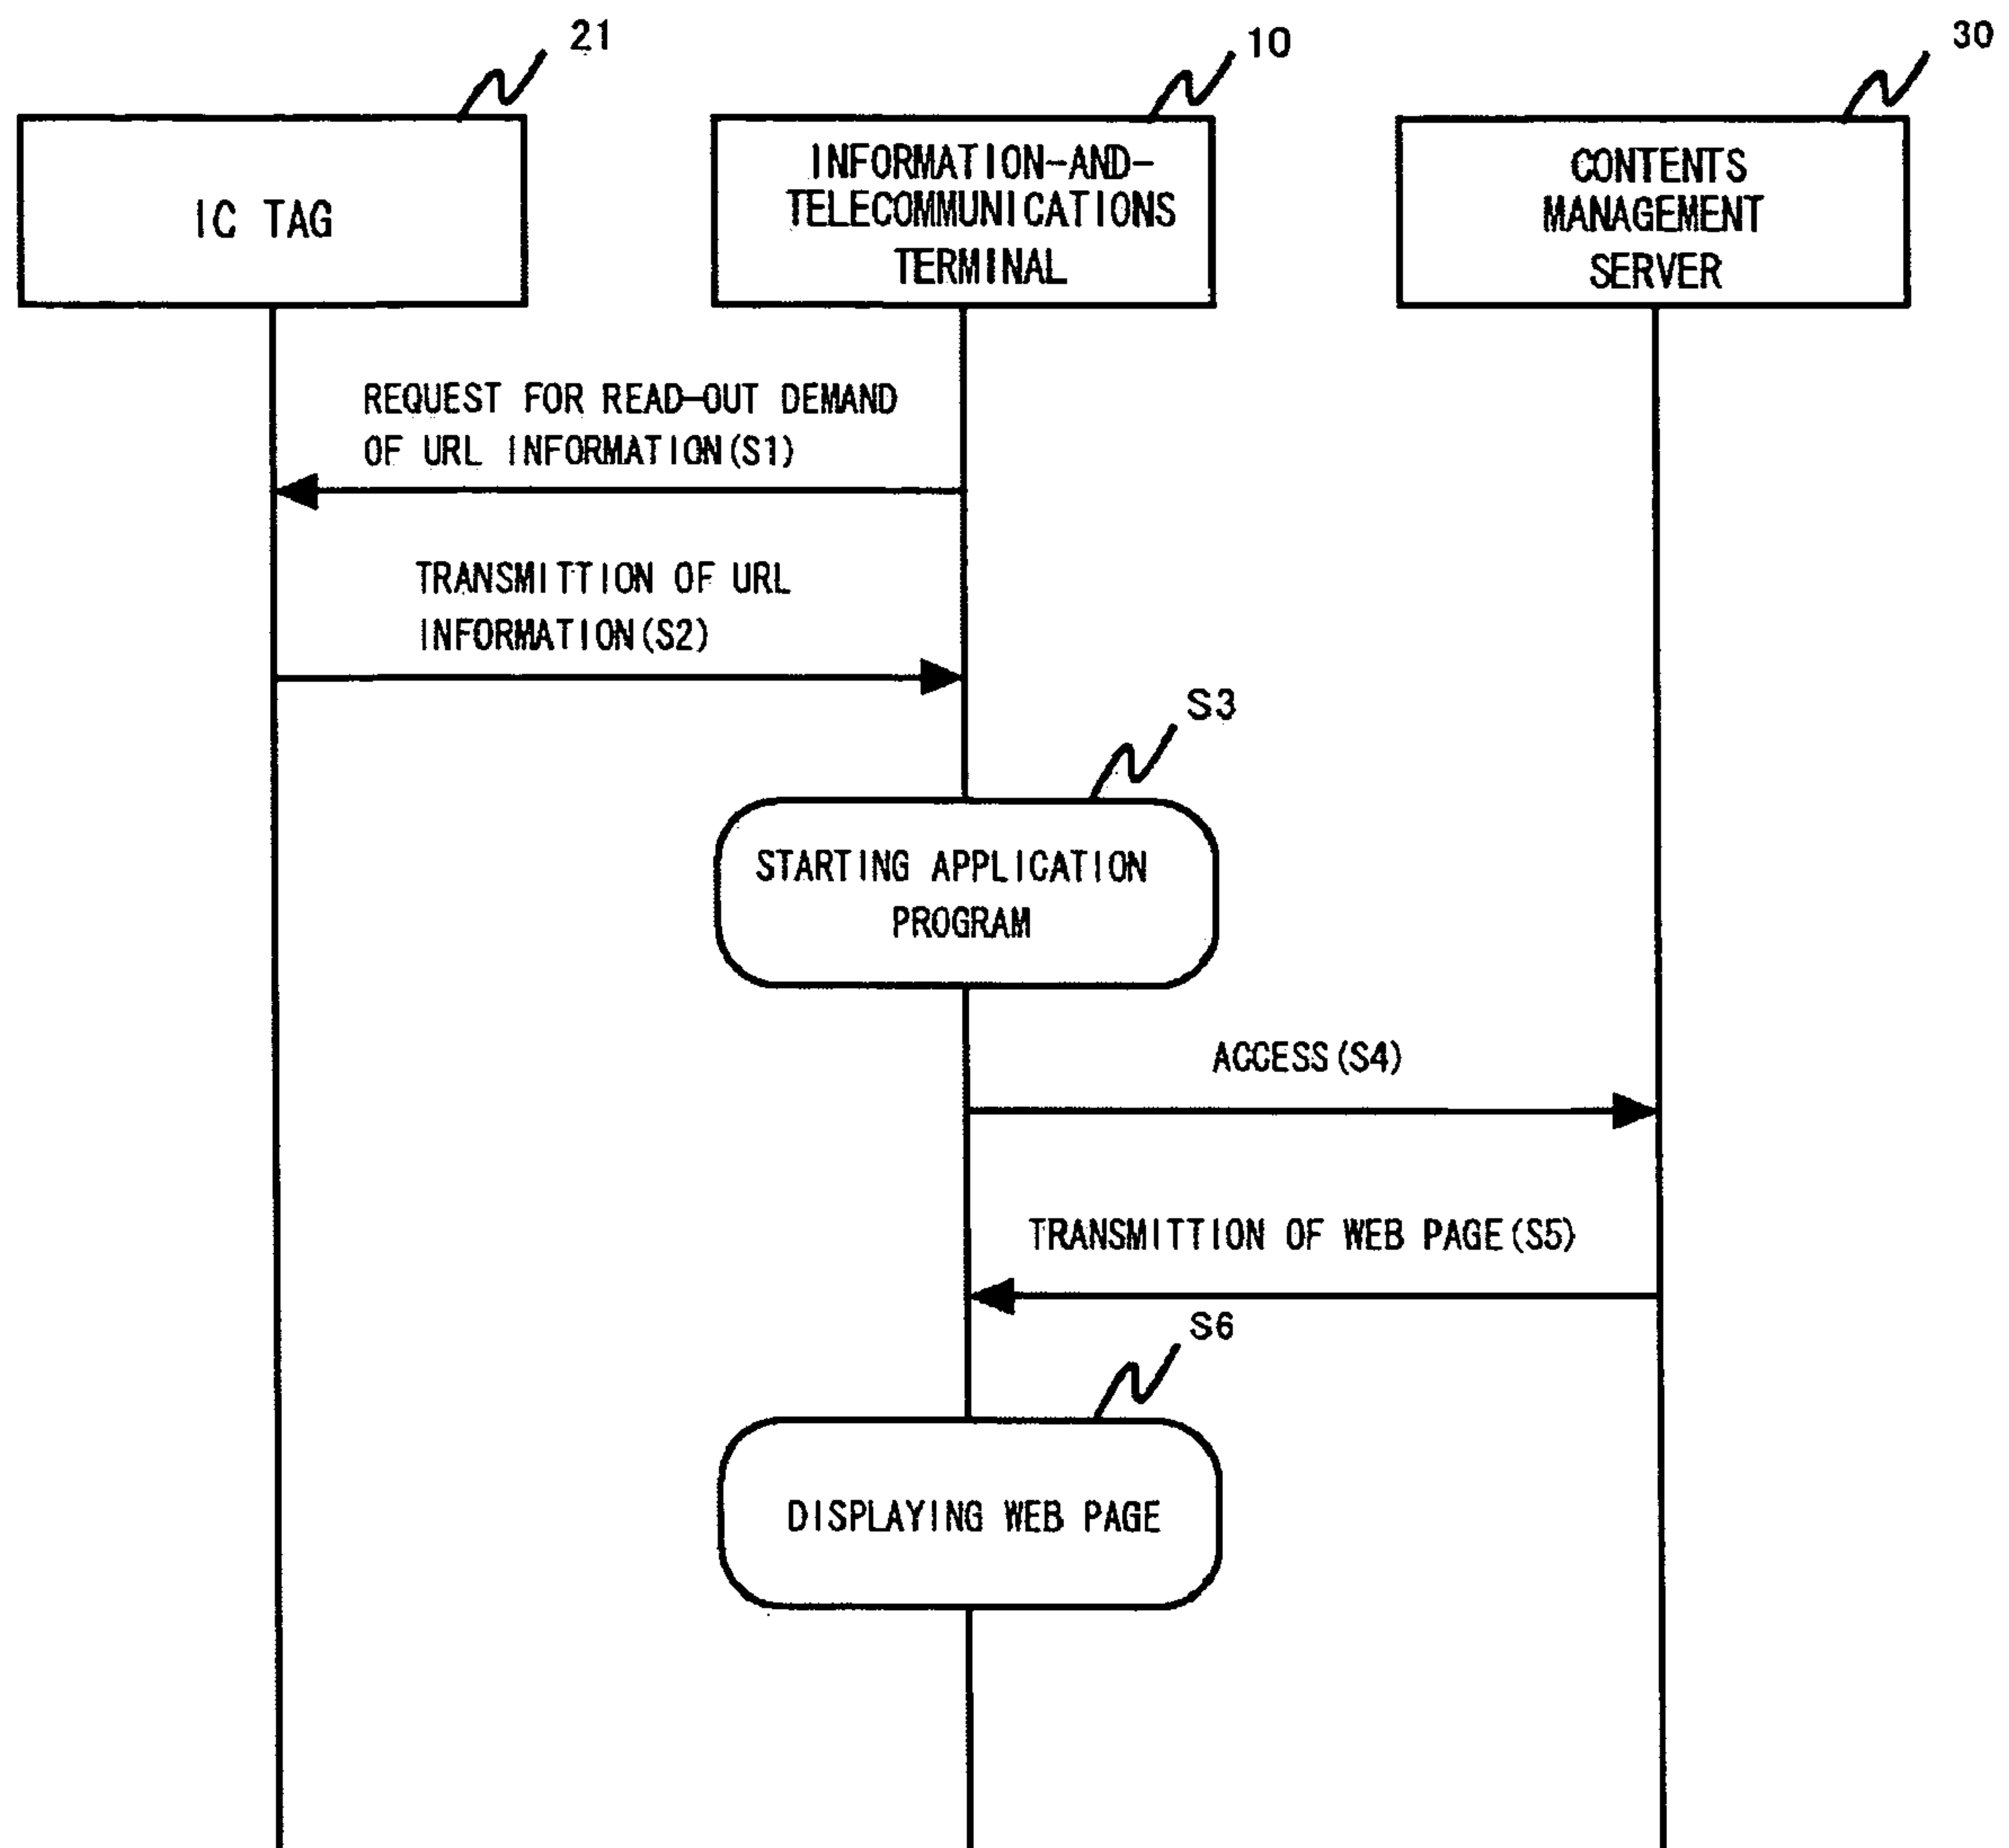 21
10
30
IC TAG
INFORMATION-AND-
TELECOMMUNICATIONS
TERMINAL
CONTENTS
MANAGEMENT
SERVER
REQUEST FOR READ-OUT DEMAND
OF URL INFORMATION(S1)
TRANSMITTION OF URL
INFORMATION(S2)
S3
STARTING APPLICATION
PROGRAM
ACCESS(S4)
TRANSMITTION OF WEB PAGE(S5)
S6
DISPLAYING WEB PAGE